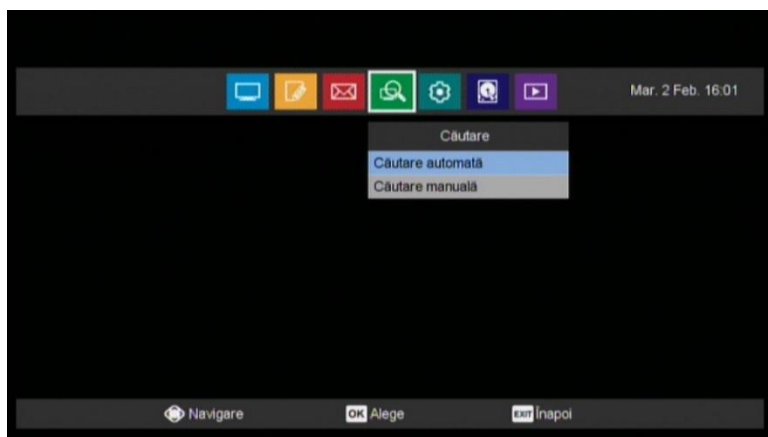 Mar. 2 Feb. 16:01
Căutare
Căutare automată
Căutare manuală
Navigare OK Alege EXIT Înapoi